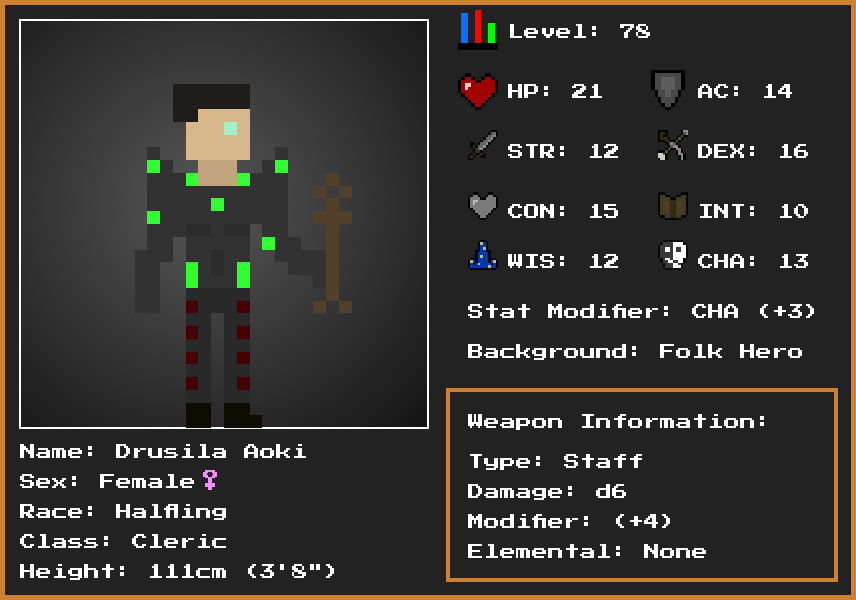 Level: 78
HP: 21
AC: 14
STR: 12
DEX: 16
CON: 15
INT: 10
WIS: 12
CHA: 13
Stat Modifier: CHA (+3)
Background: Folk Hero
Weapon Information:
Type: Staff
Damage: d6
Modifier: (+4)
Elemental: None
Name: Drusila Aoki
Sex: Female♀
Race: Halfling
Class: Cleric
Height: 111cm (3'8")